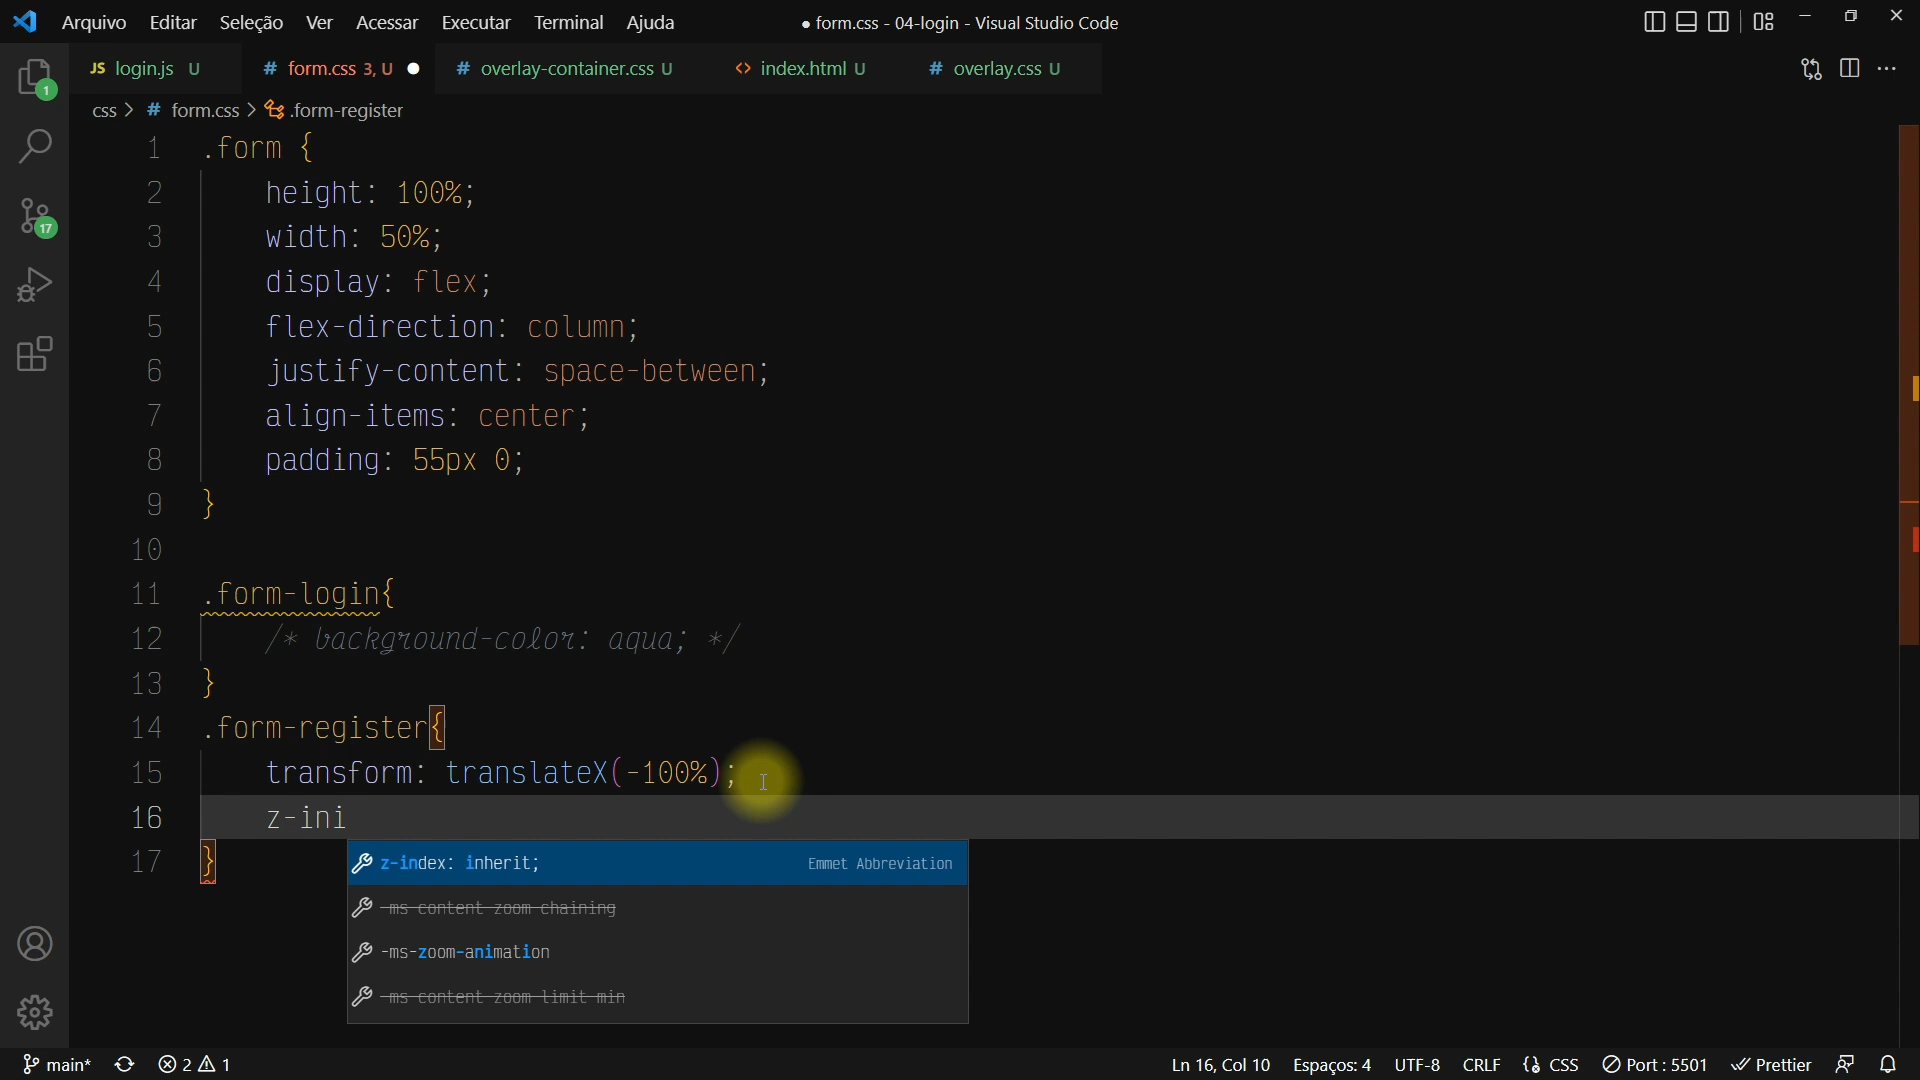 Arquivo Editar Seleção Ver Acessar Executar Terminal Ajuda
● form.css - 04-login - Visual Studio Code
JS login.js U
# form.css 3, U ●
# overlay-container.css U
<> index.html U
# overlay.css U
css > # form.css > .form-register
1 .form {
2 height: 100%;
3 width: 50%;
4 display: flex;
5 flex-direction: column;
6 justify-content: space-between;
7 align-items: center;
8 padding: 55px 0;
9 }
10
11 .form-login{
12 /* background-color: aqua; */
13 }
14 .form-register{
15 transform: translateX(-100%);
16 z-ini
17 }
z-index: inherit; Emmet Abbreviation
-ms-content-zoom-chaining
-ms-zoom-animation
-ms-content-zoom-limit-min
1
17
main* 2 1 Ln 16, Col 10 Espaços: 4 UTF-8 CRLF {} CSS Port : 5501 Prettier